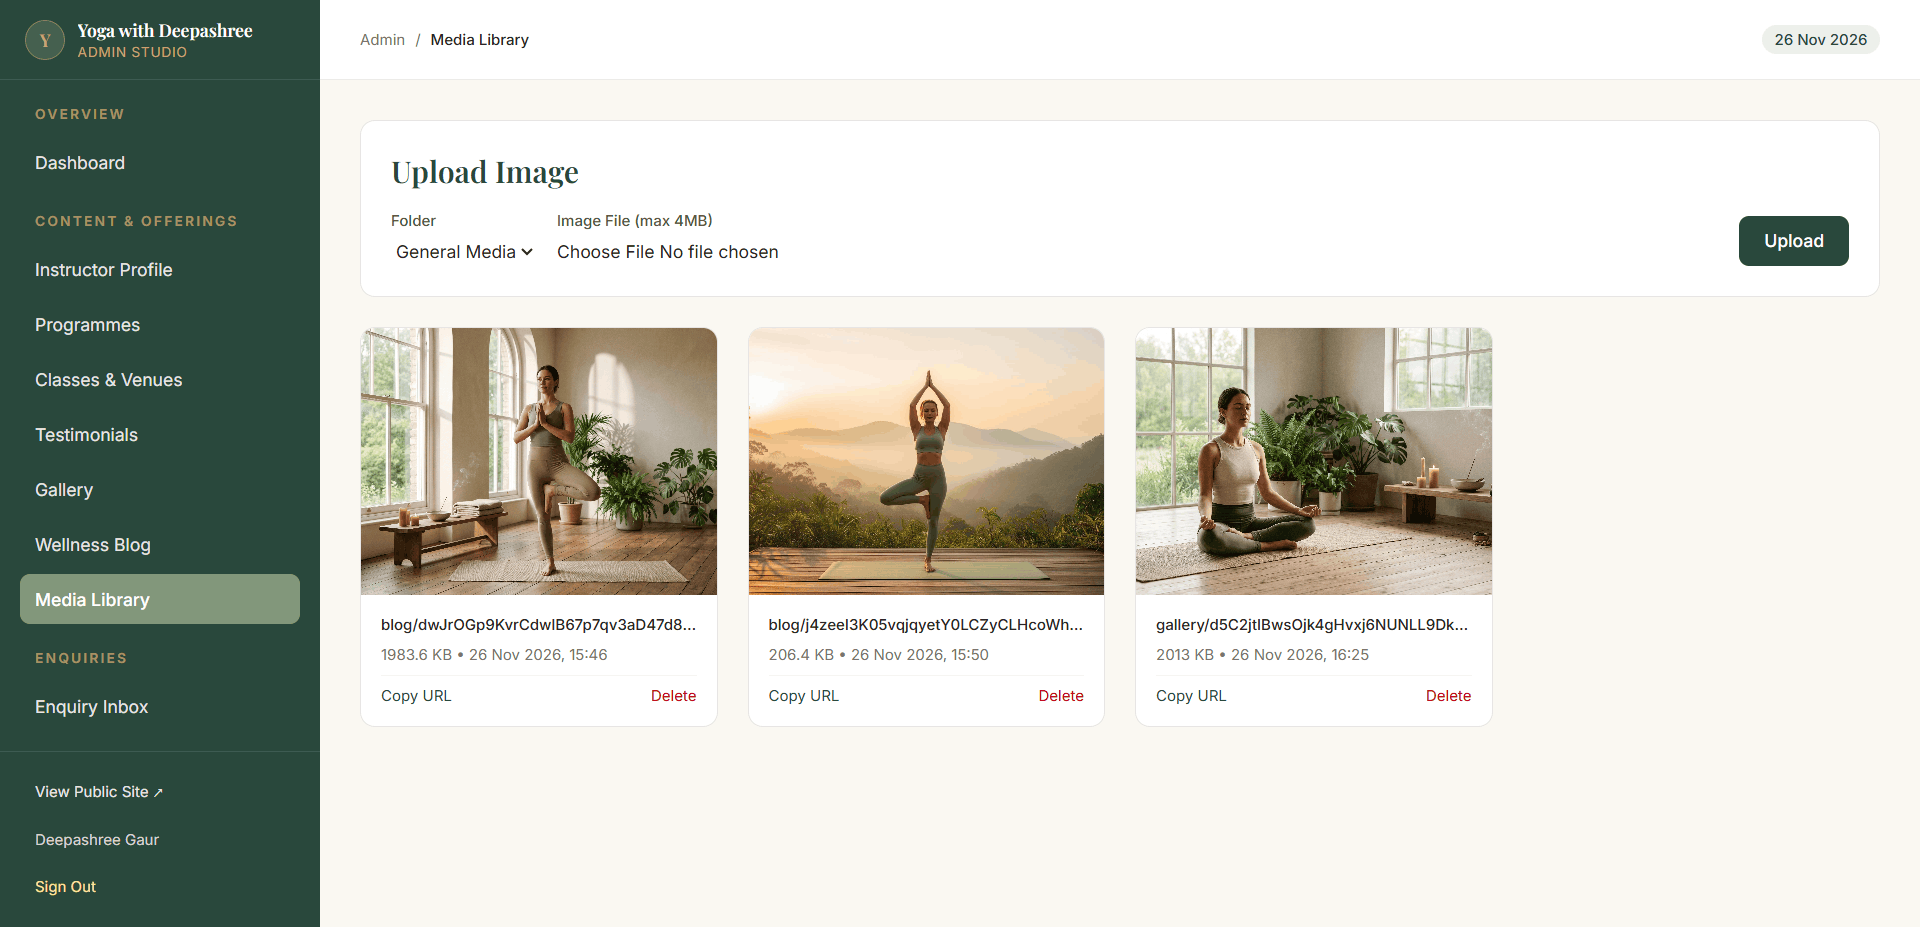 Y
Yoga with Deepashree
ADMIN STUDIO
OVERVIEW
Dashboard
CONTENT & OFFERINGS
Instructor Profile
Programmes
Classes & Venues
Testimonials
Gallery
Wellness Blog
Media Library
ENQUIRIES
Enquiry Inbox
View Public Site ↗
Deepashree Gaur
Sign Out
Admin / Media Library
26 Nov 2026
Upload Image
Folder
General Media
Image File (max 4MB)
Choose File No file chosen
Upload
blog/dwJrOGp9KvrCdwlB67p7qv3aD47d8...
1983.6 KB • 26 Nov 2026, 15:46
Copy URL
Delete
blog/j4zeel3K05vqjqyetY0LCZyCLHcoWh...
206.4 KB • 26 Nov 2026, 15:50
Copy URL
Delete
gallery/d5C2jtlBwsOjk4gHvxj6NUNLL9Dk...
2013 KB • 26 Nov 2026, 16:25
Copy URL
Delete